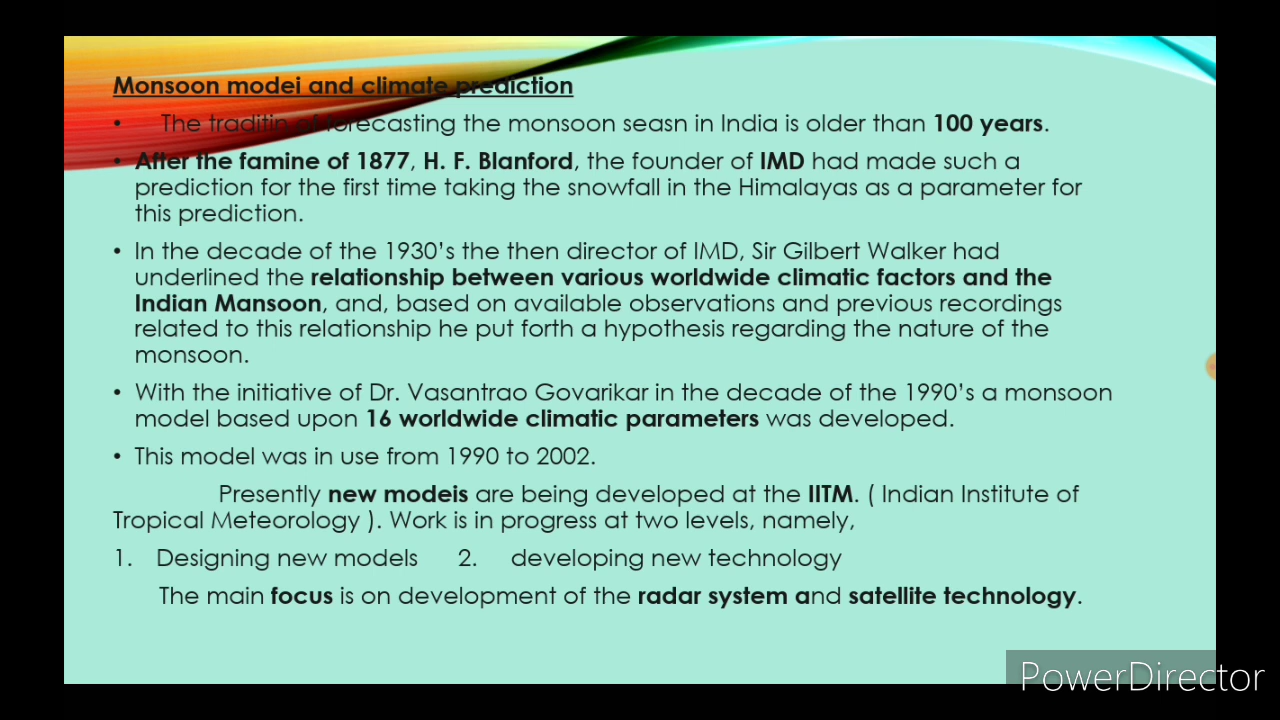 Monsoon modei and climate prediction
• The traditin of forecasting the monsoon seasn in India is older than 100 years.
• After the famine of 1877, H. F. Blanford, the founder of IMD had made such a
prediction for the first time taking the snowfall in the Himalayas as a parameter for
this prediction.
• In the decade of the 1930’s the then director of IMD, Sir Gilbert Walker had
underlined the relationship between various worldwide climatic factors and the
Indian Mansoon, and, based on available observations and previous recordings
related to this relationship he put forth a hypothesis regarding the nature of the
monsoon.
• With the initiative of Dr. Vasantrao Govarikar in the decade of the 1990’s a monsoon
model based upon 16 worldwide climatic parameters was developed.
• This model was in use from 1990 to 2002.
Presently new modeis are being developed at the IITM. ( Indian Institute of
Tropical Meteorology ). Work is in progress at two levels, namely,
1. Designing new models 2. developing new technology
The main focus is on development of the radar system and satellite technology.
PowerDirector